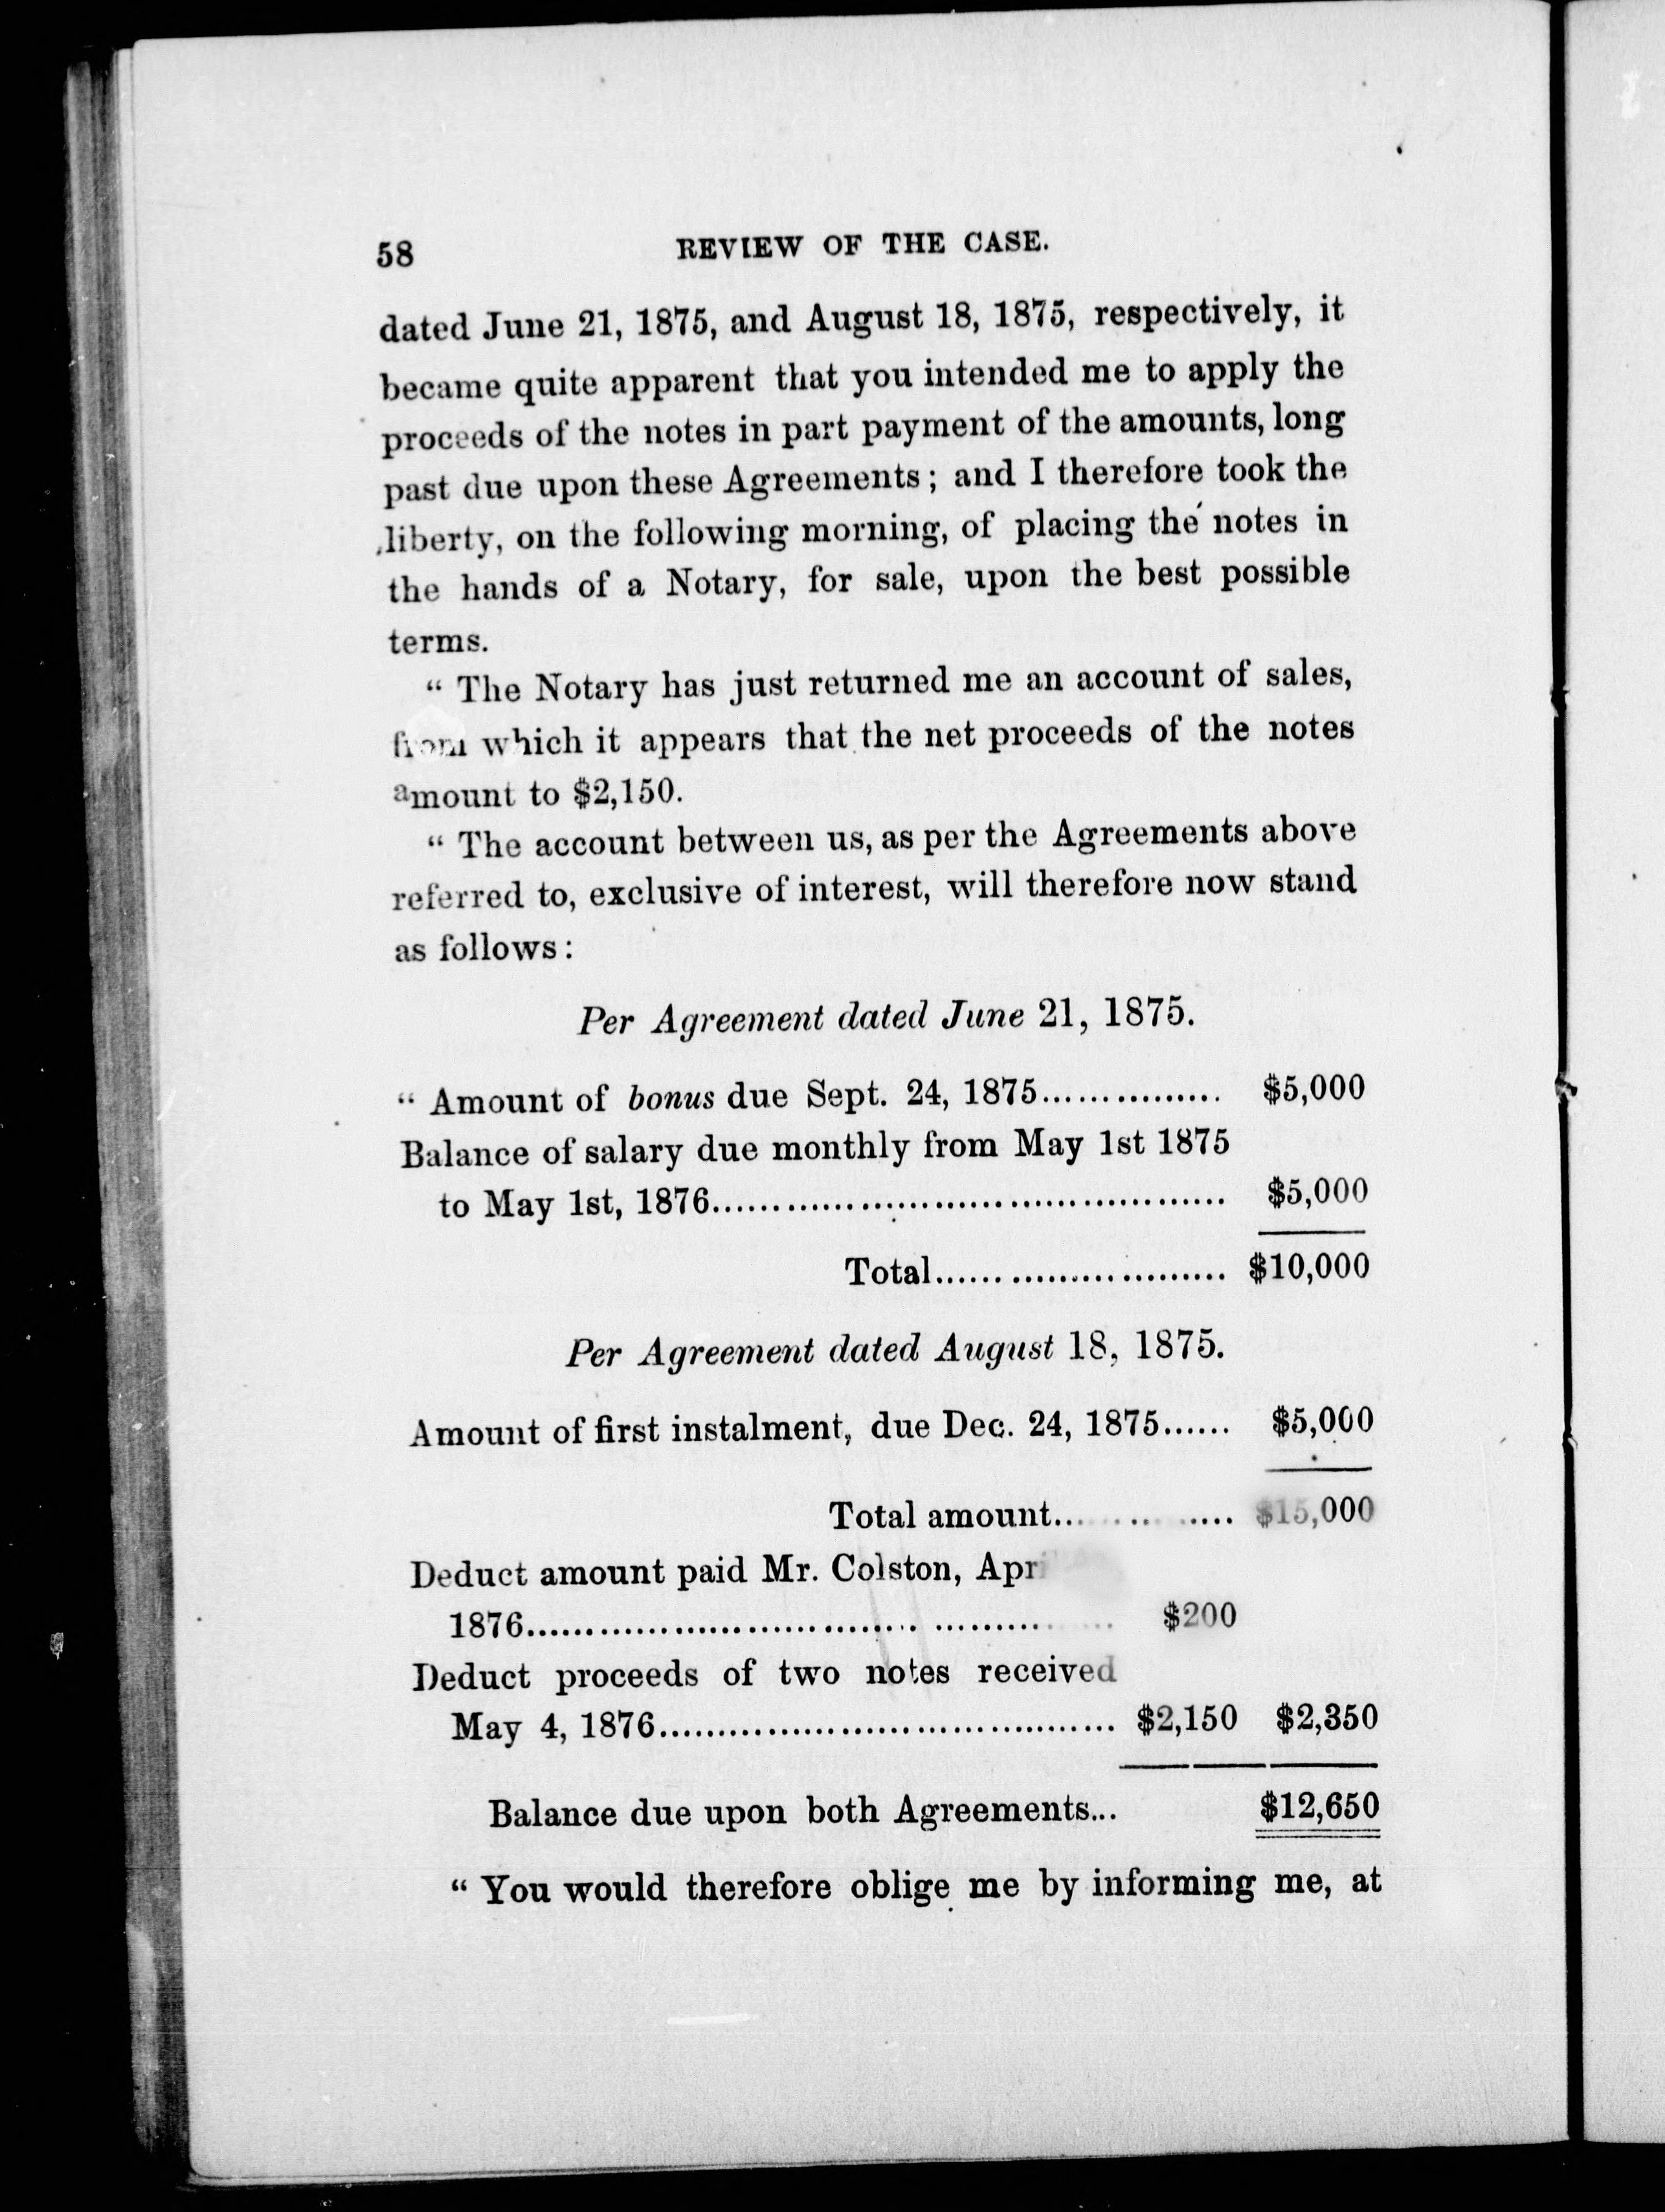 58 REVIEW OF THE CASE.
dated June 21, 1875, and August 18, 1875, respectively, it
became quite apparent that you intended me to apply the
proceeds of the notes in part payment of the amounts, long
past due upon these Agreements; and I therefore took the
liberty, on the following morning, of placing the notes in
the hands of a Notary, for sale, upon the best possible
terms.
“ The Notary has just returned me an account of sales,
from which it appears that the net proceeds of the notes
amount to $2,150.
“ The account between us, as per the Agreements above
referred to, exclusive of interest, will therefore now stand
as follows:
Per Agreement dated June 21, 1875.
“ Amount of bonus due Sept. 24, 1875............... $5,000
Balance of salary due monthly from May 1st 1875
to May 1st, 1876.......................................... $5,000
Total........................ $10,000
Per Agreement dated August 18, 1875.
Amount of first instalment, due Dec. 24, 1875...... $5,000
Total amount............... $15,000
Deduct amount paid Mr. Colston,
1876.......................................... $200
Deduct proceeds of two notes received
May 4, 1876...................................... $2,150 $2,350
Balance due upon both Agreements... $12,650
“ You would therefore oblige me by informing me, at